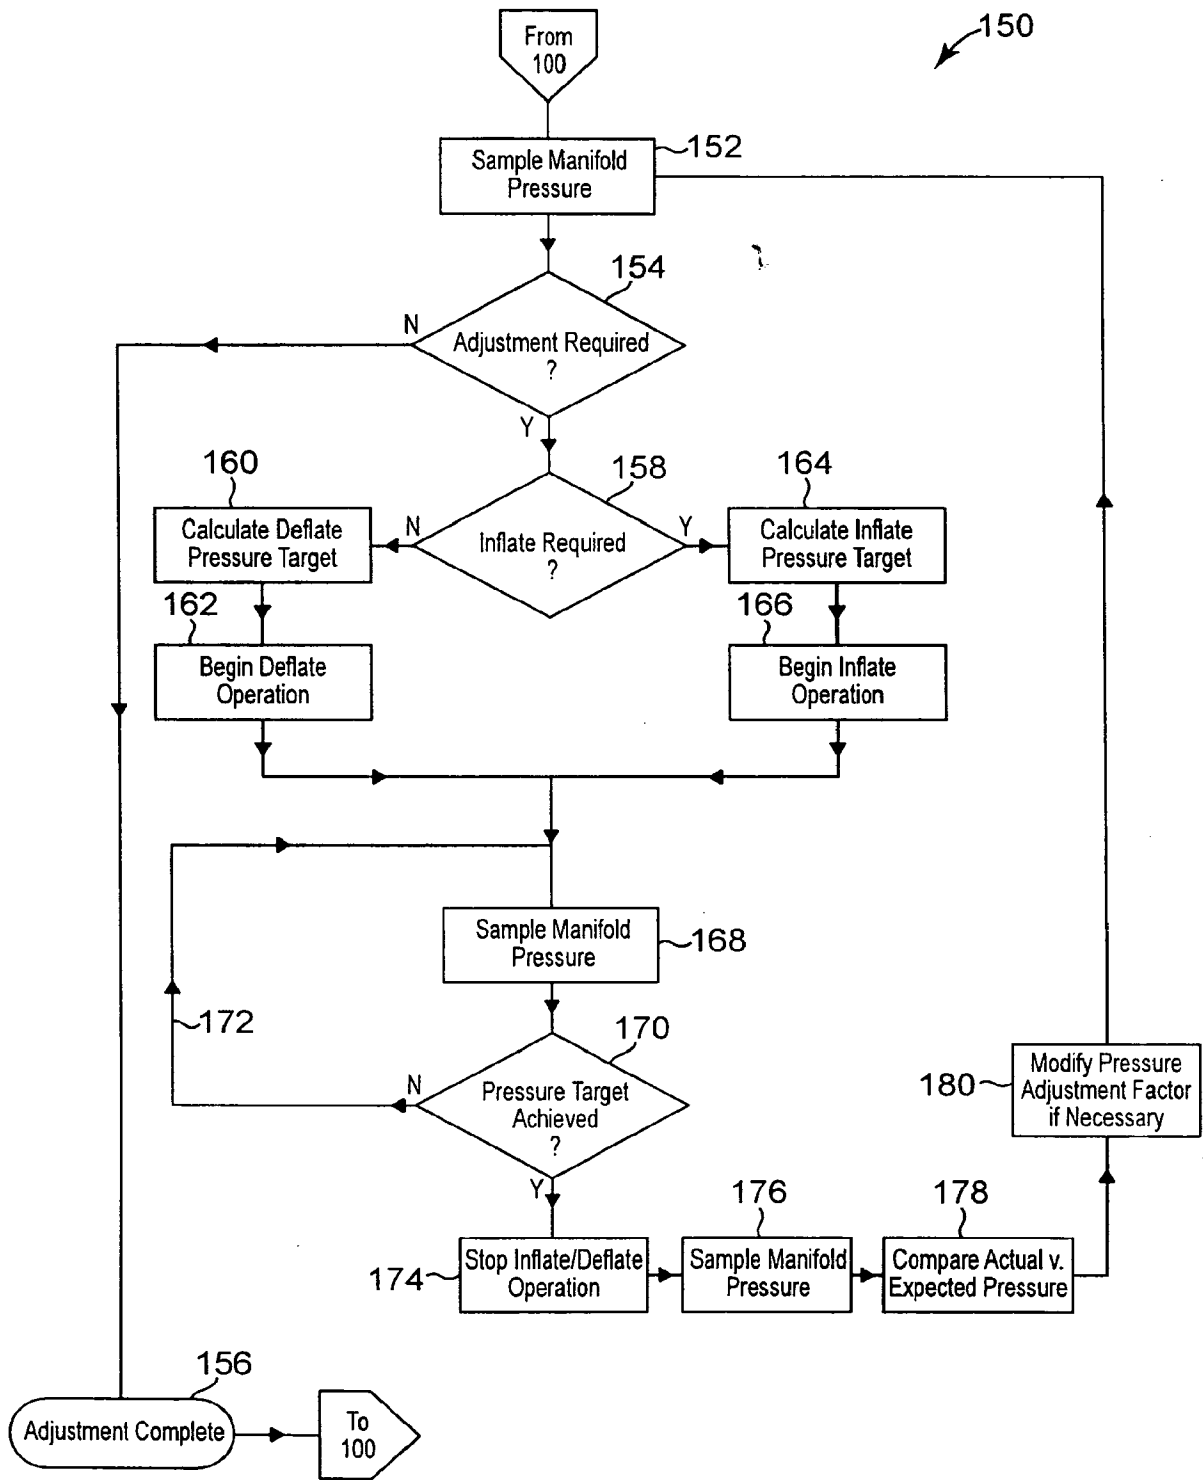 From
100
150
Sample Manifold
Pressure
152
154
N
Adjustment Required
?
Y
160
158
164
Calculate Deflate
Pressure Target
N
Inflate Required
?
Y
Calculate Inflate
Pressure Target
162
166
Begin Deflate
Operation
Begin Inflate
Operation
Sample Manifold
Pressure
168
172
170
N
Pressure Target
Achieved
?
Y
180
Modify Pressure
Adjustment Factor
if Necessary
174
Stop Inflate/Deflate
Operation
176
Sample Manifold
Pressure
178
Compare Actual v.
Expected Pressure
156
Adjustment Complete
To
100